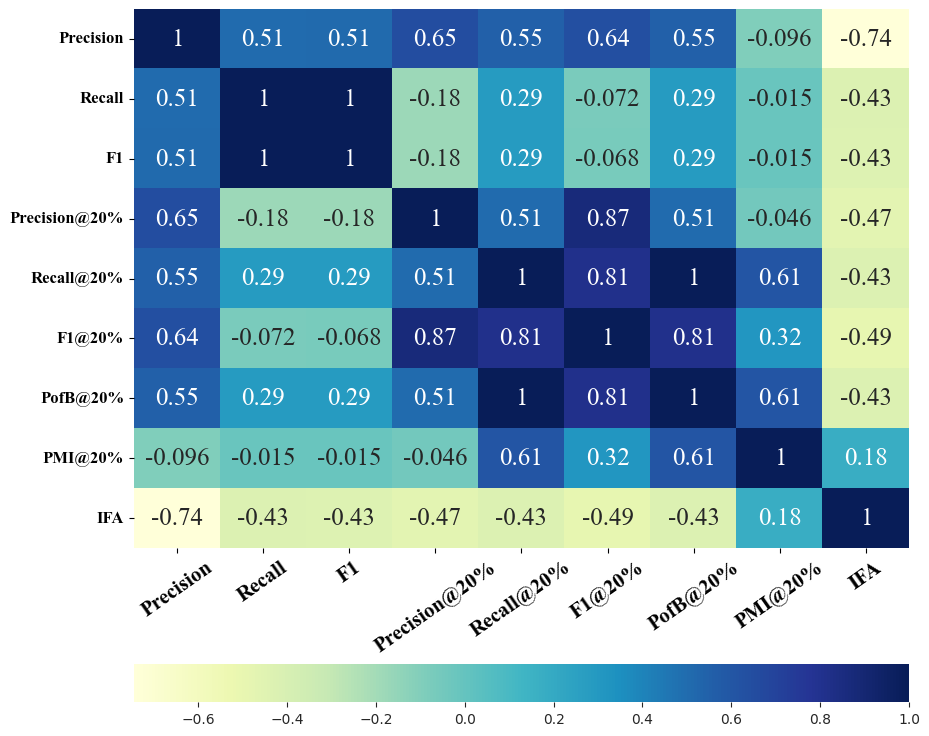 Precision 1 0.51 0.51 0.65 0.55 0.64 0.55 -0.096 -0.74
Recall 0.51 1 1 -0.18 0.29 -0.072 0.29 -0.015 -0.43
F1 0.51 1 1 -0.18 0.29 -0.068 0.29 -0.015 -0.43
Precision@20% 0.65 -0.18 -0.18 1 0.51 0.87 0.51 -0.046 -0.47
Recall@20% 0.55 0.29 0.29 0.51 1 0.81 1 0.61 -0.43
F1@20% 0.64 -0.072 -0.068 0.87 0.81 1 0.81 0.32 -0.49
PofB@20% 0.55 0.29 0.29 0.51 1 0.81 1 0.61 -0.43
PMI@20% -0.096 -0.015 -0.015 -0.046 0.61 0.32 0.61 1 0.18
IFA -0.74 -0.43 -0.43 -0.47 -0.43 -0.49 -0.43 0.18 1
Precision Recall F1 Precision@20% Recall@20% F1@20% PofB@20% PMI@20% IFA
−0.6 −0.4 −0.2 0.0 0.2 0.4 0.6 0.8 1.0